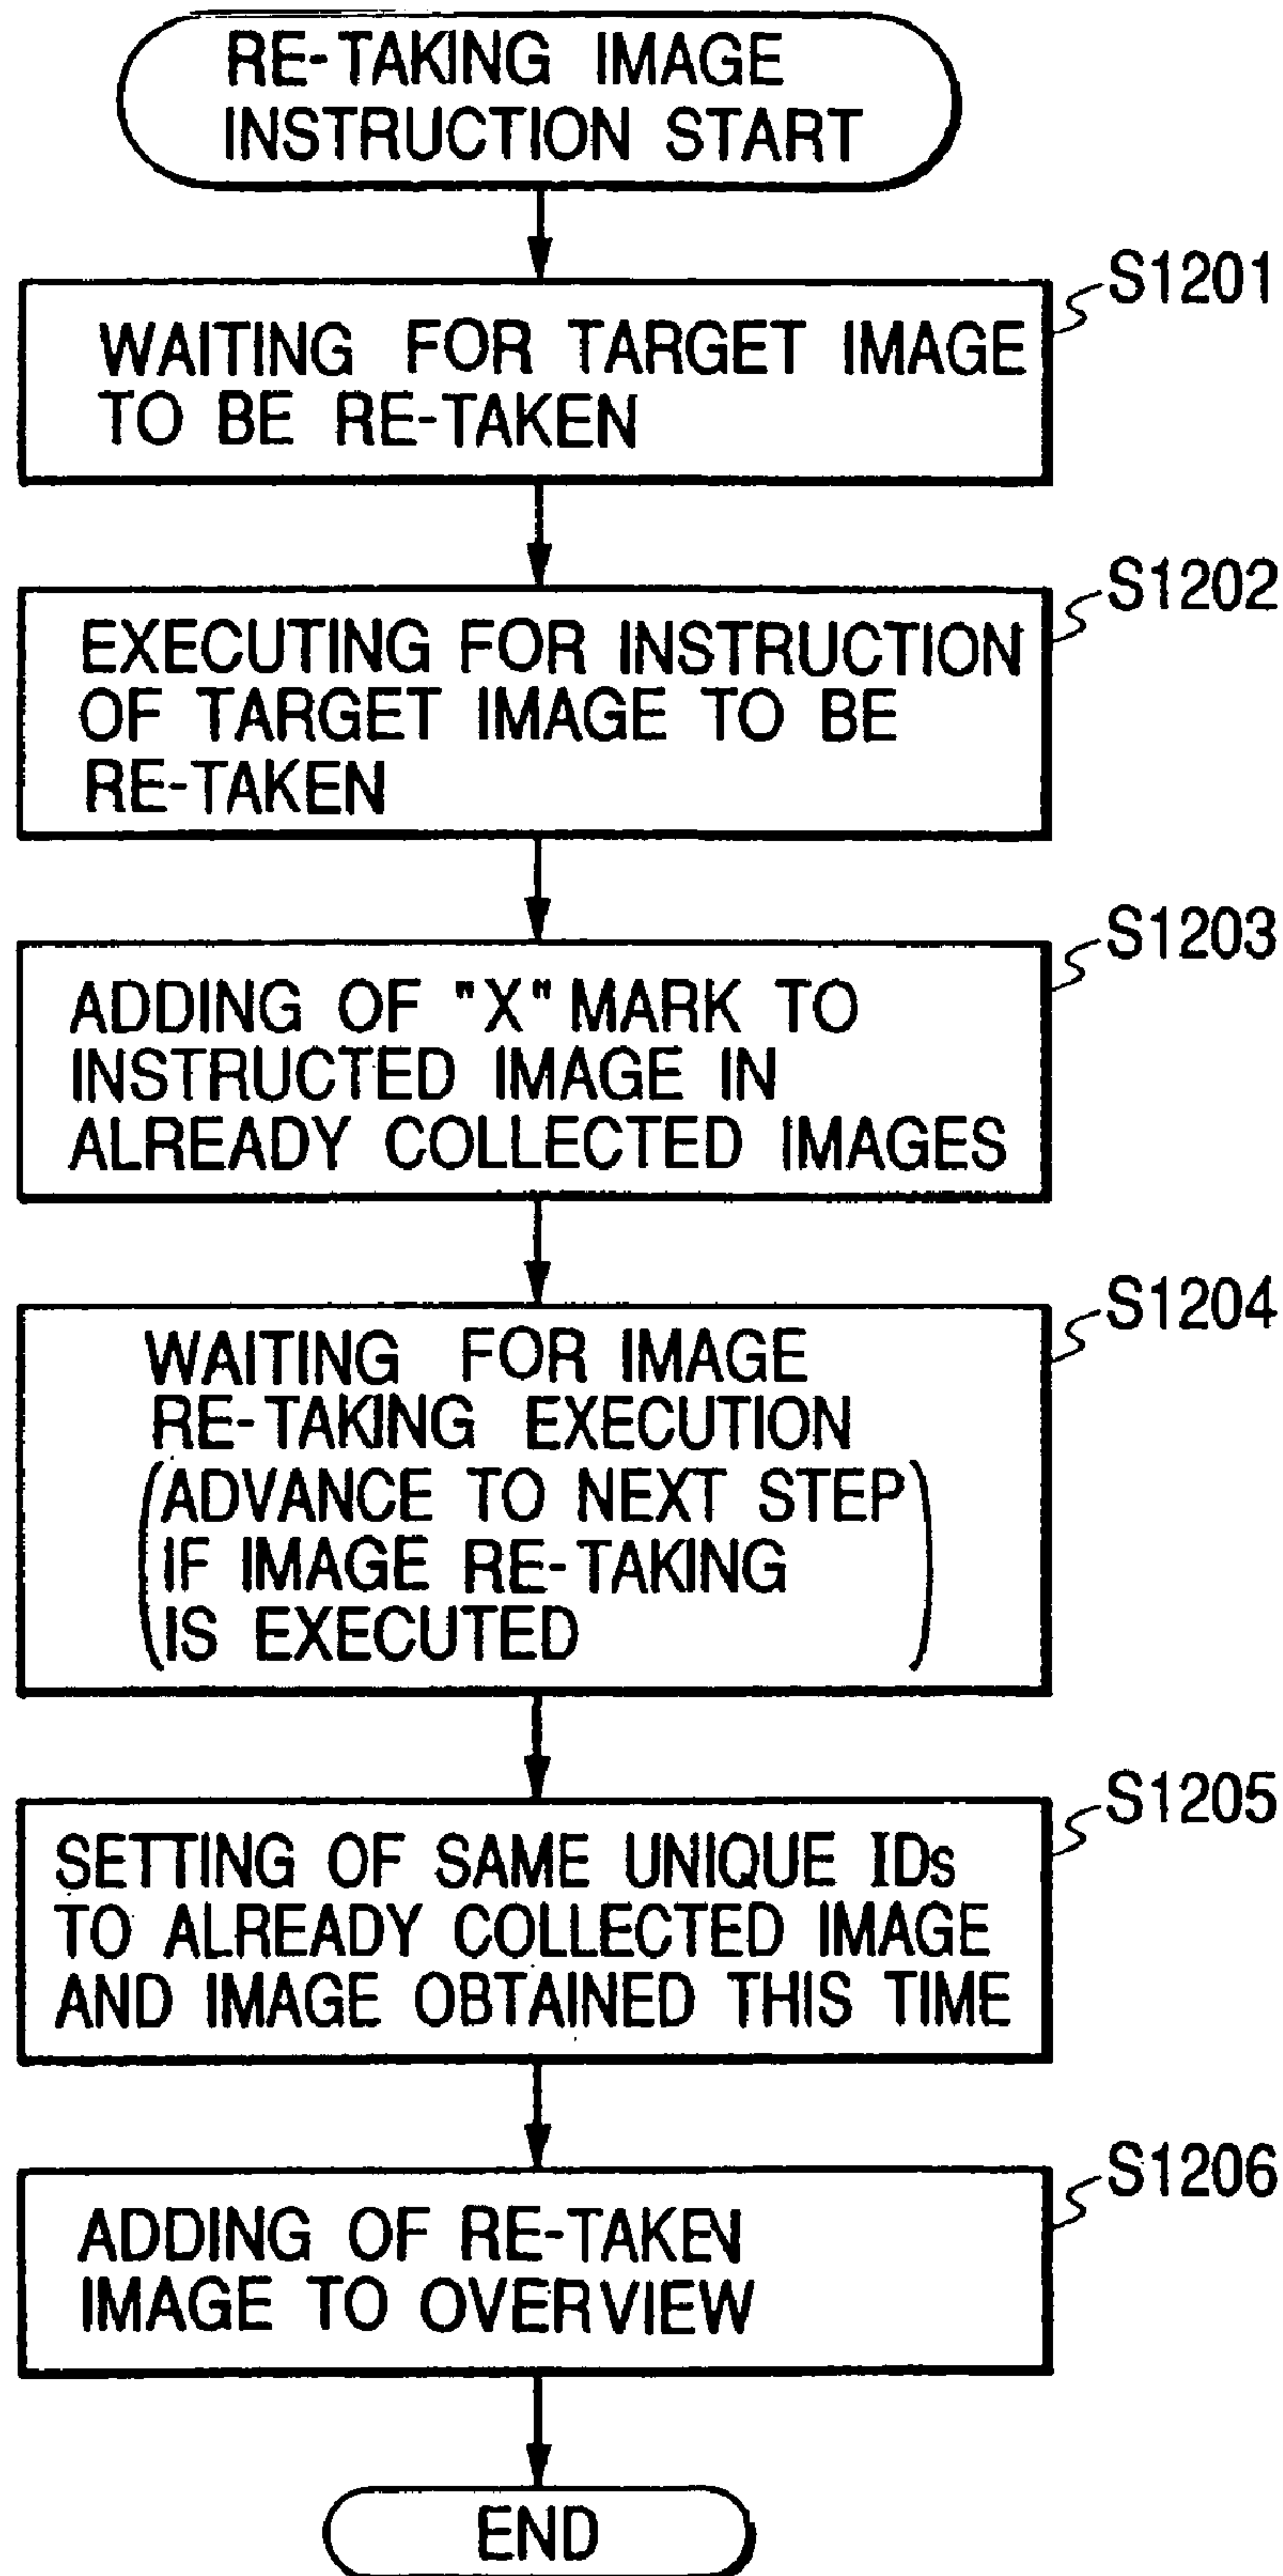 RE-TAKING IMAGE
INSTRUCTION START
S1201
WAITING FOR TARGET IMAGE
TO BE RE-TAKEN
S1202
EXECUTING FOR INSTRUCTION
OF TARGET IMAGE TO BE
RE-TAKEN
S1203
ADDING OF "X" MARK TO
INSTRUCTED IMAGE IN
ALREADY COLLECTED IMAGES
S1204
WAITING FOR IMAGE
RE-TAKING EXECUTION
(ADVANCE TO NEXT STEP
IF IMAGE RE-TAKING
IS EXECUTED)
S1205
SETTING OF SAME UNIQUE IDs
TO ALREADY COLLECTED IMAGE
AND IMAGE OBTAINED THIS TIME
S1206
ADDING OF RE-TAKEN
IMAGE TO OVERVIEW
END